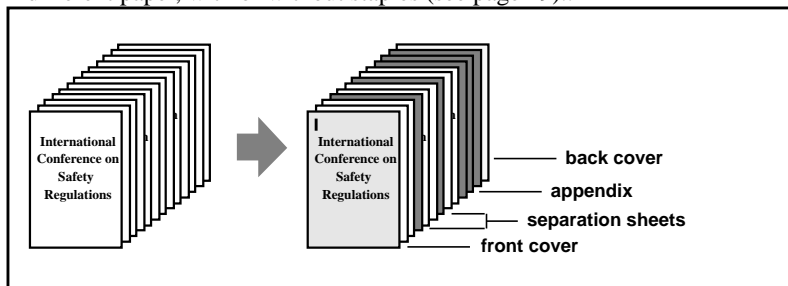 International
Conference on
Safety
Regulations
International
Conference on
Safety
Regulations
back cover
appendix
separation sheets
front cover